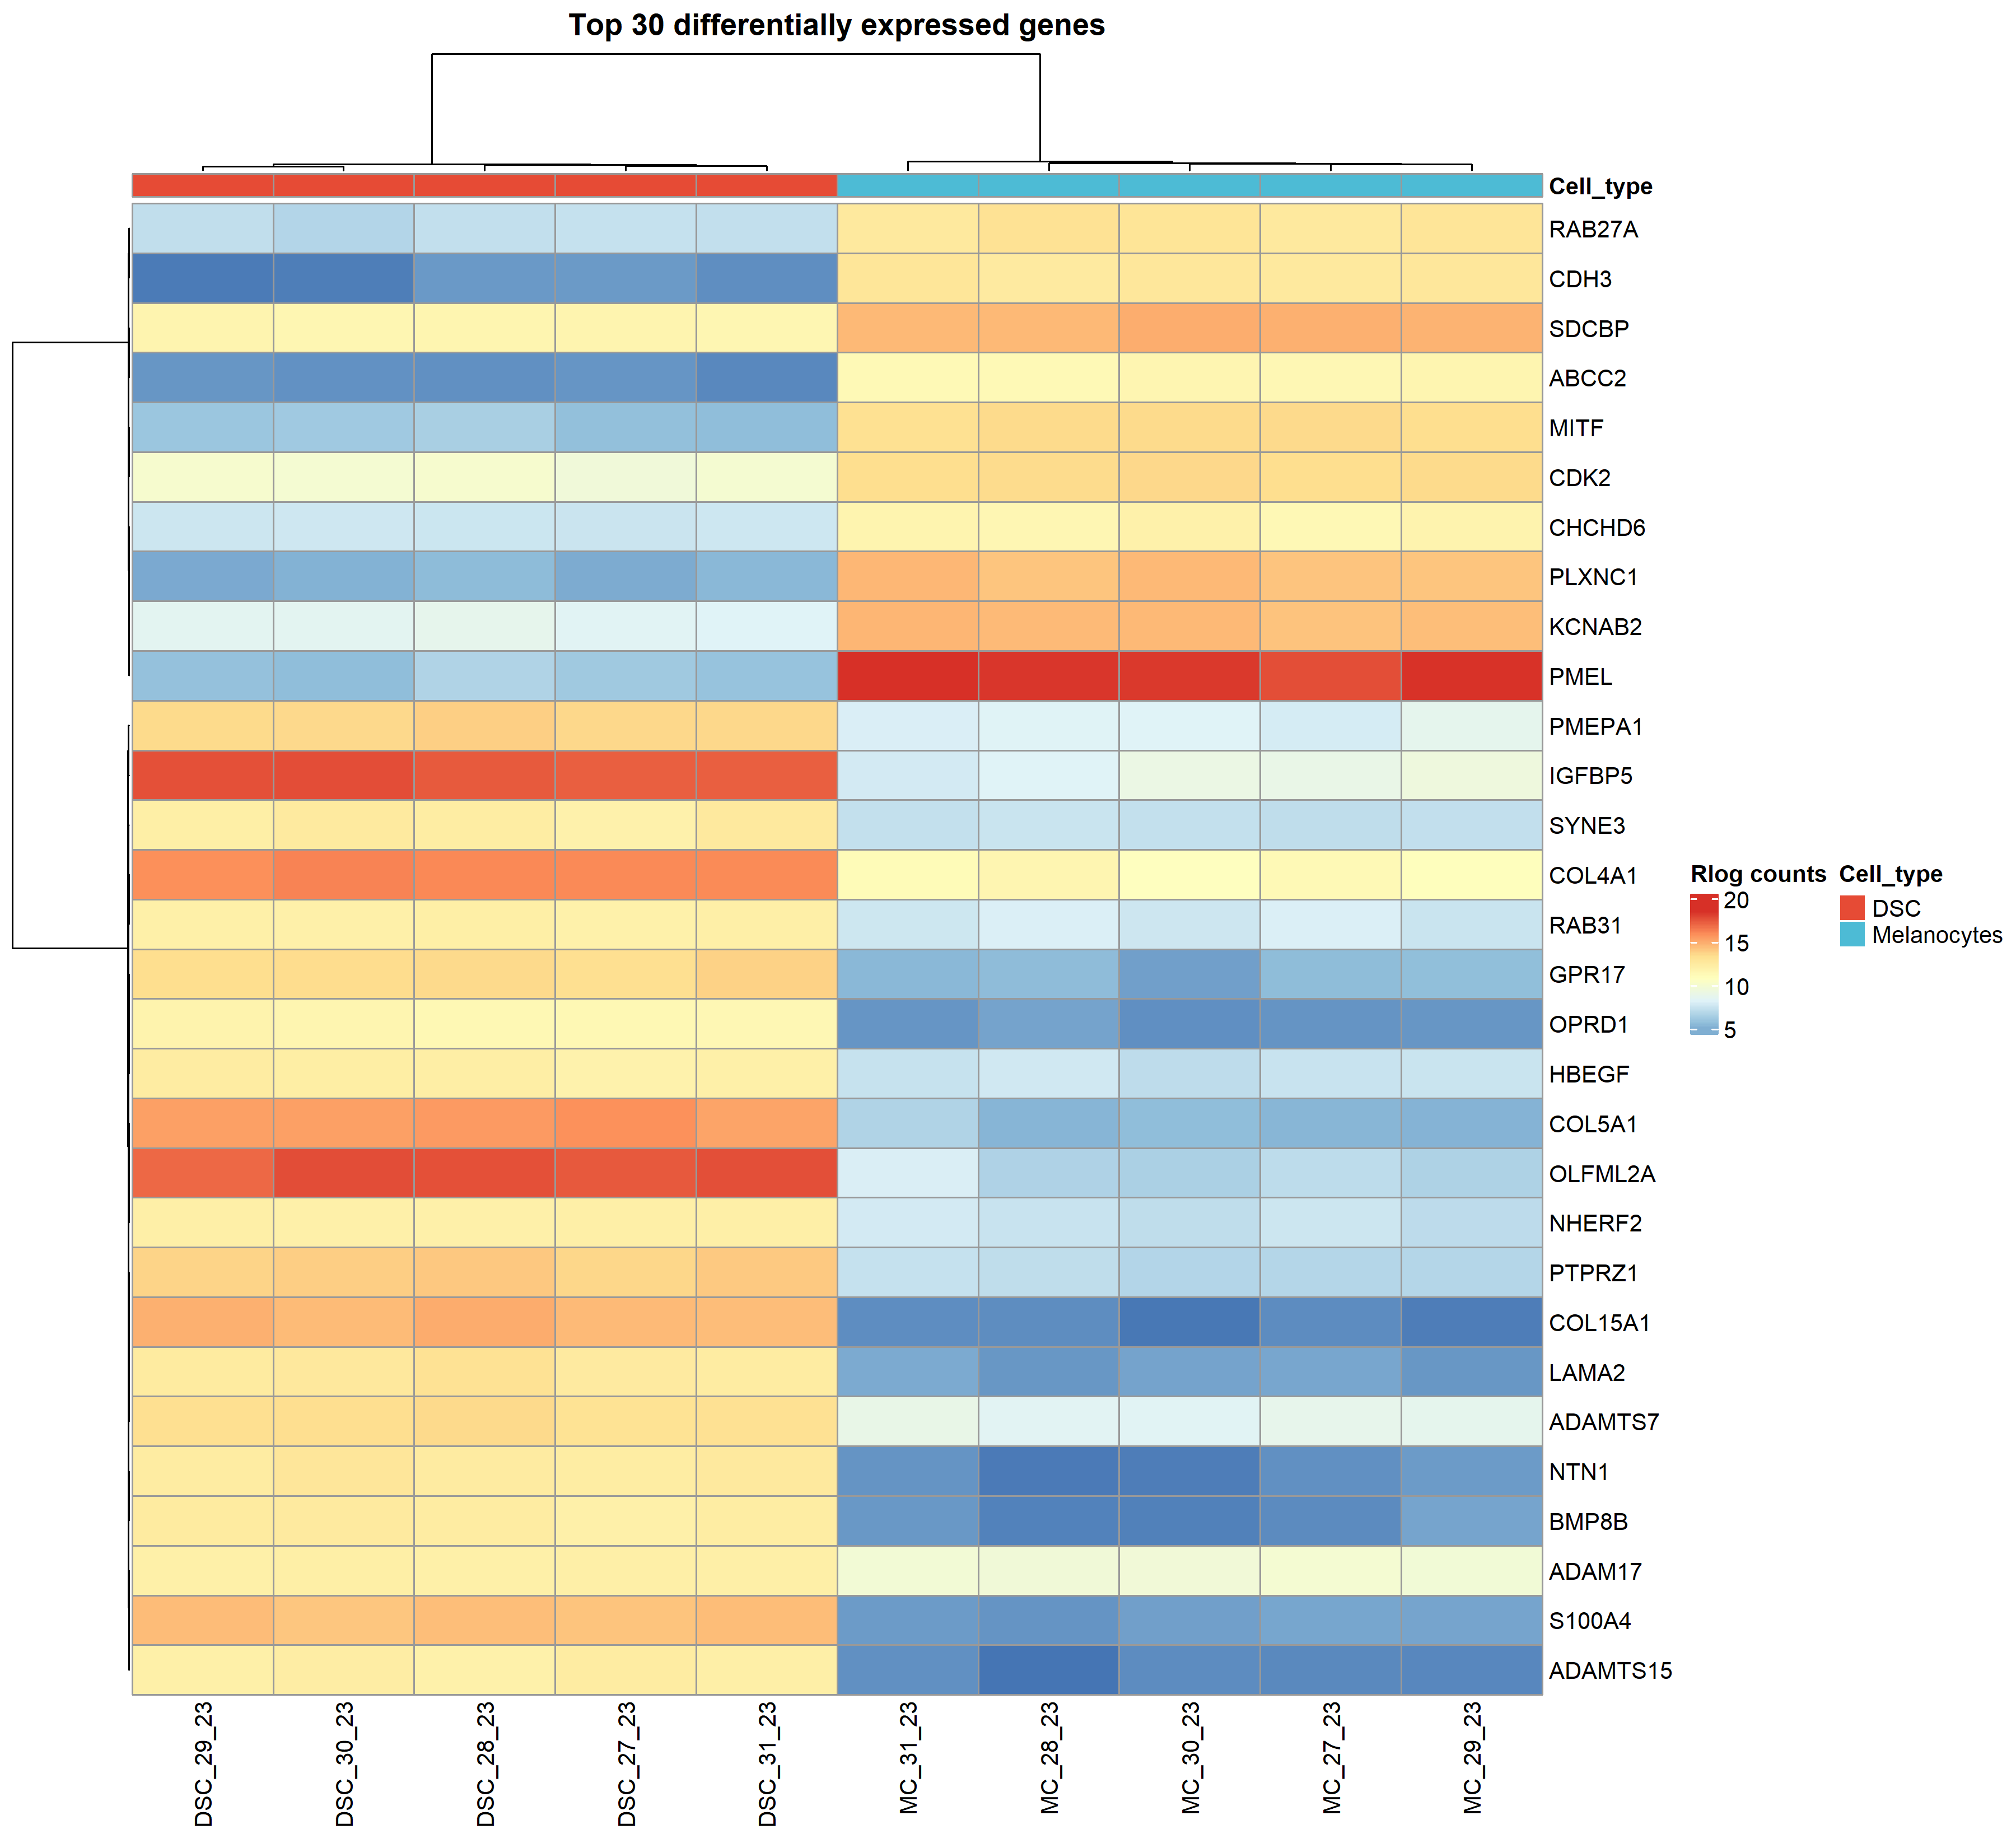 Top 30 differentially expressed genes
Cell_type
RAB27A
CDH3
SDCBP
ABCC2
MITF
CDK2
CHCHD6
PLXNC1
KCNAB2
PMEL
PMEPA1
IGFBP5
SYNE3
COL4A1
RAB31
GPR17
OPRD1
HBEGF
COL5A1
OLFML2A
NHERF2
PTPRZ1
COL15A1
LAMA2
ADAMTS7
NTN1
BMP8B
ADAM17
S100A4
ADAMTS15
DSC_29_23
DSC_30_23
DSC_28_23
DSC_27_23
DSC_31_23
MC_31_23
MC_28_23
MC_30_23
MC_27_23
MC_29_23
Rlog counts
20
15
10
5
Cell_type
DSC
Melanocytes